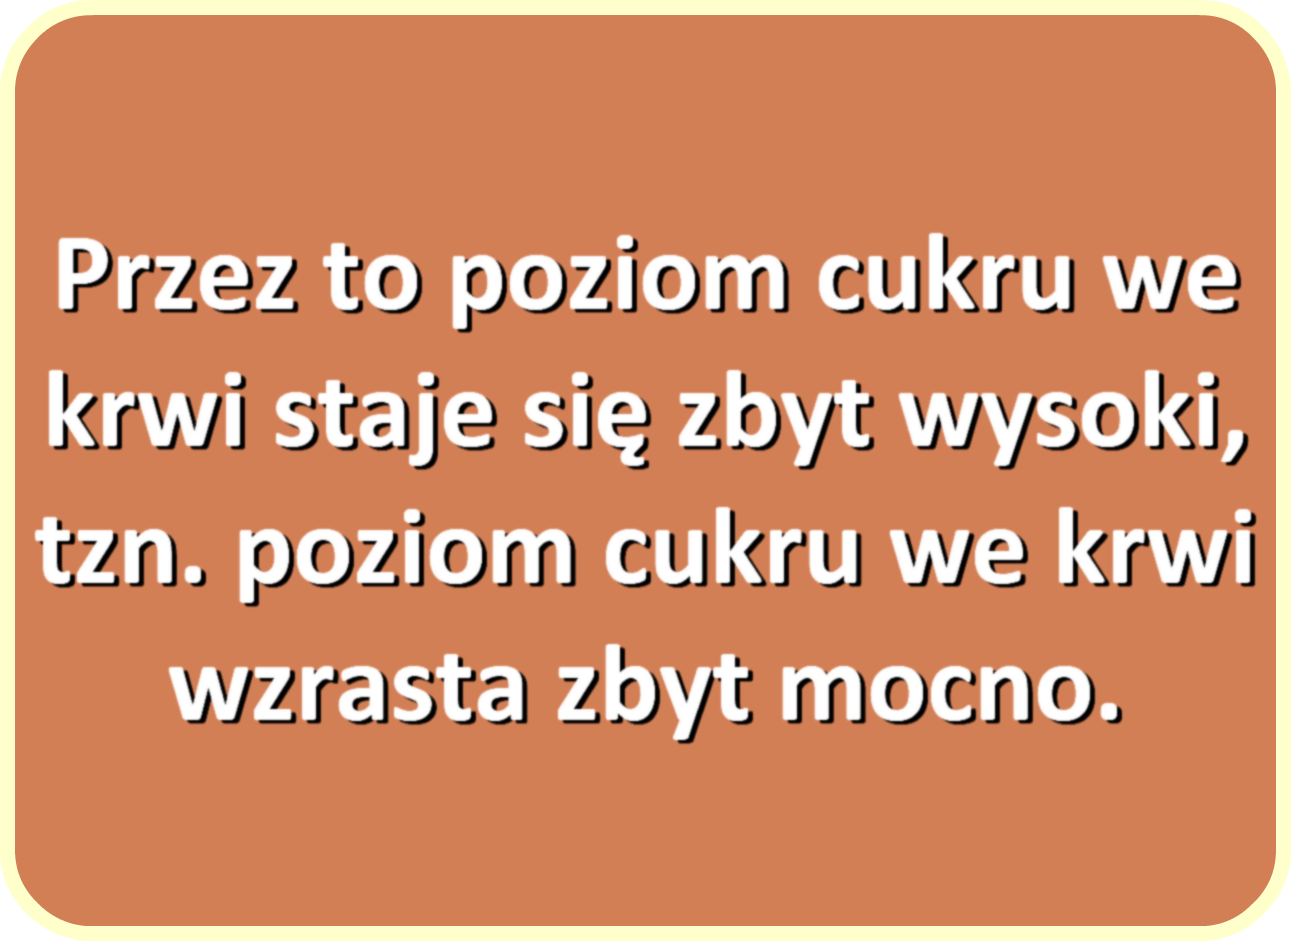 Przez to poziom cukru we
krwi staje się zbyt wysoki,
tzn. poziom cukru we krwi
wzrasta zbyt mocno.